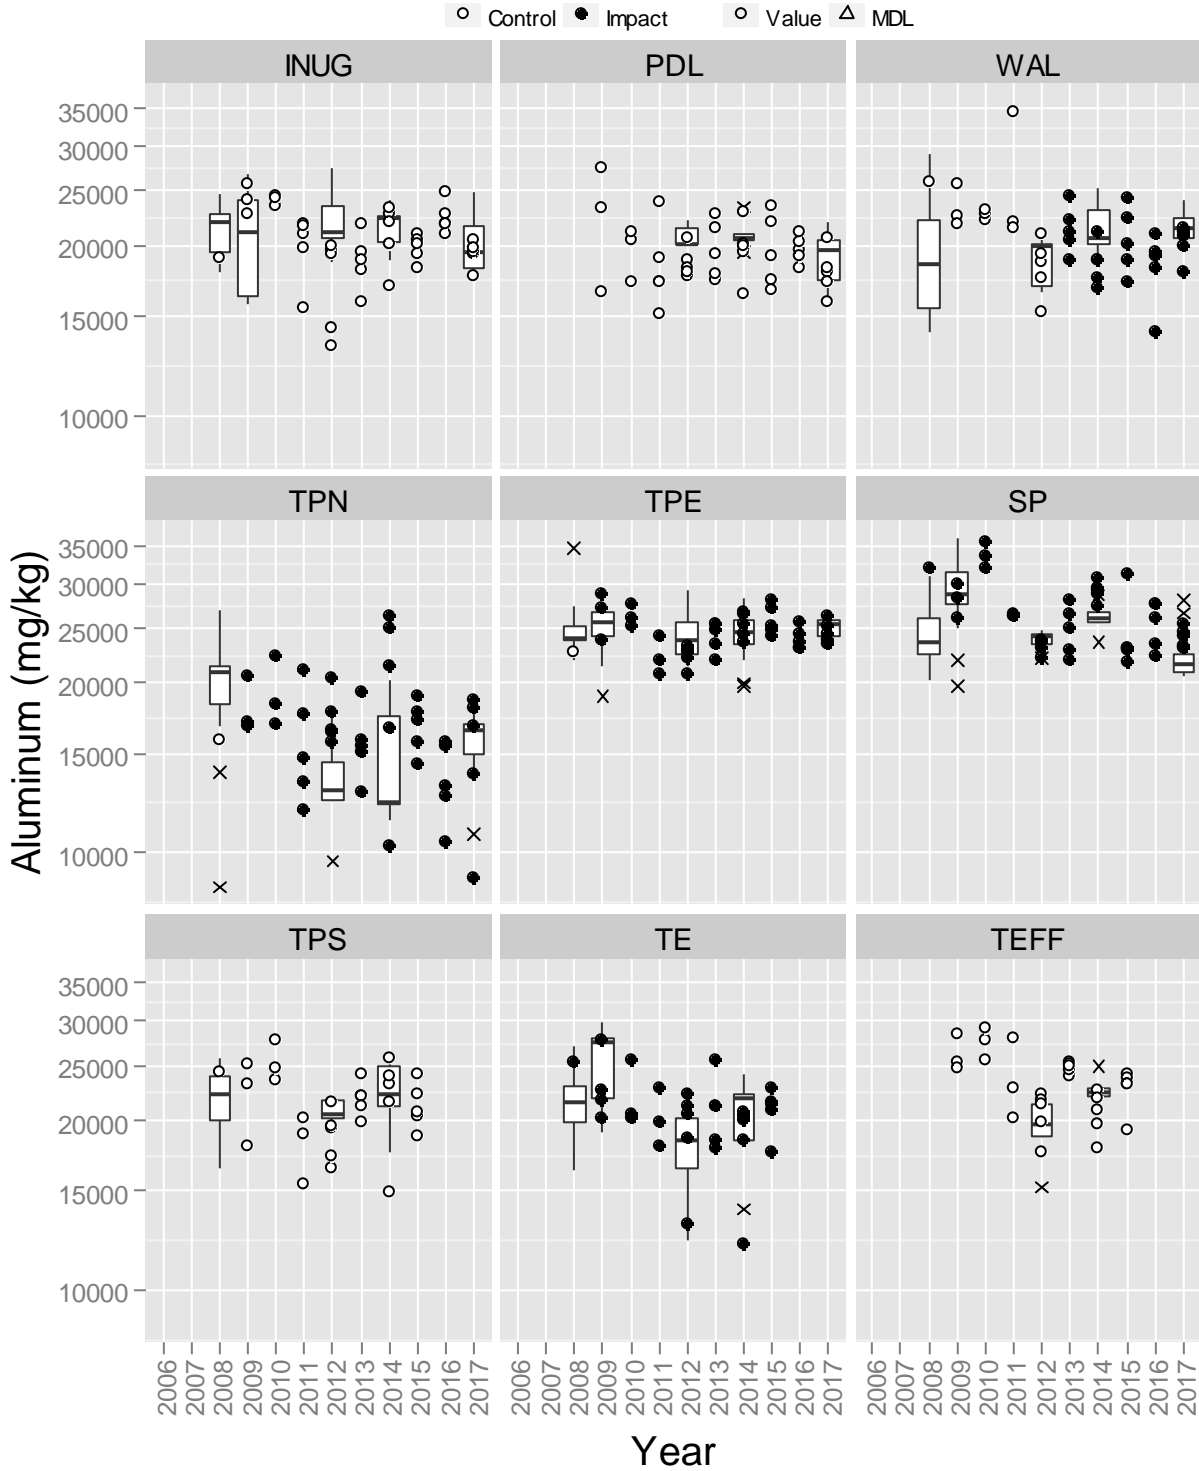 Control Impact Value MDL
INUG PDL WAL
35000
30000
25000
20000
15000
10000
TPN TPE SP
35000
30000
25000
20000
15000
10000
TPS TE TEFF
35000
30000
25000
20000
15000
10000
Aluminum (mg/kg)
2006 2007 2008 2009 2010 2011 2012 2013 2014 2015 2016 2017 2006 2007 2008 2009 2010 2011 2012 2013 2014 2015 2016 2017 2006 2007 2008 2009 2010 2011 2012 2013 2014 2015 2016 2017
Year